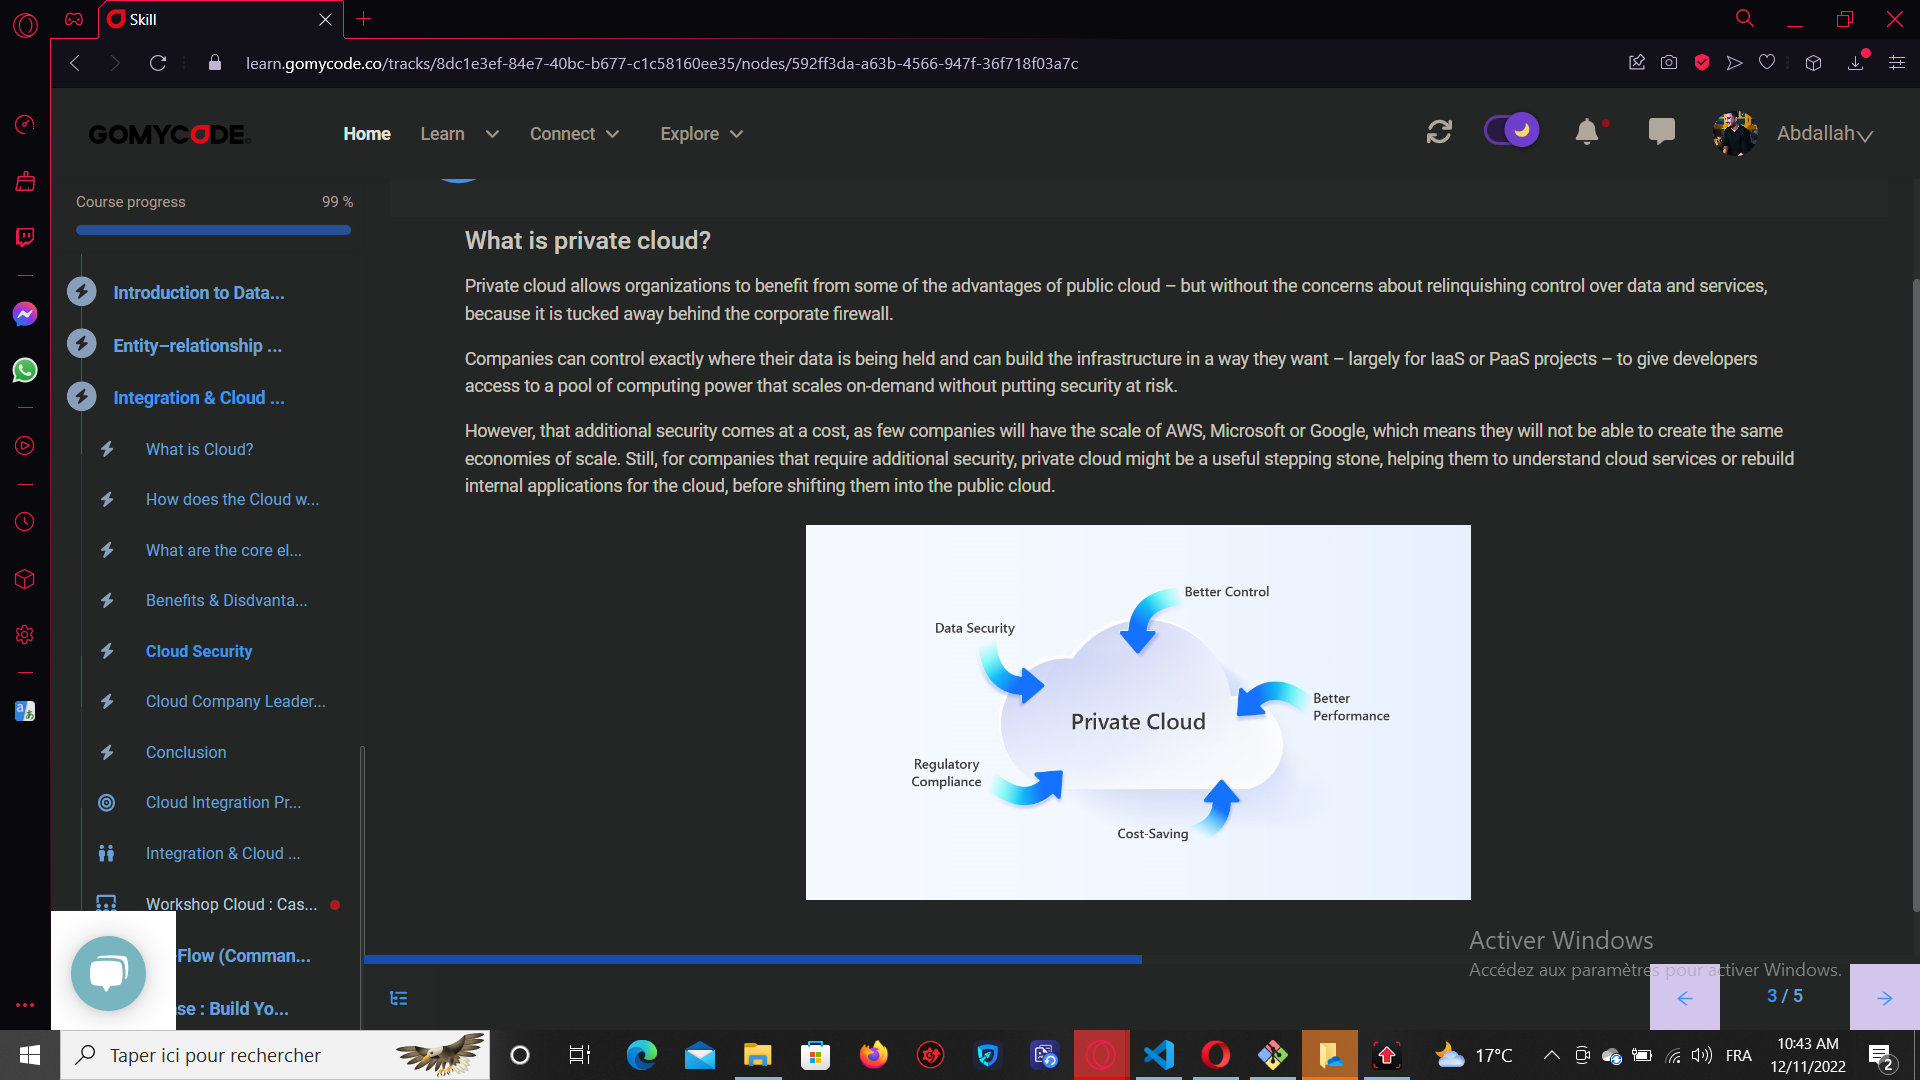 Skill
learn.gomycode.co/tracks/8dc1e3ef-84e7-40bc-b677-c1c58160ee35/nodes/592ff3da-a63b-4566-947f-36f718f03a7c
GOMYCODE
Home Learn Connect Explore
Abdallah
Course progress 99 %
Introduction to Data...
Entity–relationship ...
Integration & Cloud ...
What is Cloud?
How does the Cloud w...
What are the core el...
Benefits & Disdvanta...
Cloud Security
Cloud Company Leader...
Conclusion
Cloud Integration Pr...
Integration & Cloud ...
Workshop Cloud : Cas...
Flow (Comman...
se : Build Yo...
What is private cloud?
Private cloud allows organizations to benefit from some of the advantages of public cloud – but without the concerns about relinquishing control over data and services,
because it is tucked away behind the corporate firewall.
Companies can control exactly where their data is being held and can build the infrastructure in a way they want – largely for IaaS or PaaS projects – to give developers
access to a pool of computing power that scales on-demand without putting security at risk.
However, that additional security comes at a cost, as few companies will have the scale of AWS, Microsoft or Google, which means they will not be able to create the same
economies of scale. Still, for companies that require additional security, private cloud might be a useful stepping stone, helping them to understand cloud services or rebuild
internal applications for the cloud, before shifting them into the public cloud.
Better Control
Data Security
Better
Performance
Private Cloud
Regulatory
Compliance
Cost-Saving
Activer Windows
Accédez aux paramètres pour activer Windows.
3 / 5
Taper ici pour rechercher
17°C
FRA
10:43 AM
12/11/2022
2